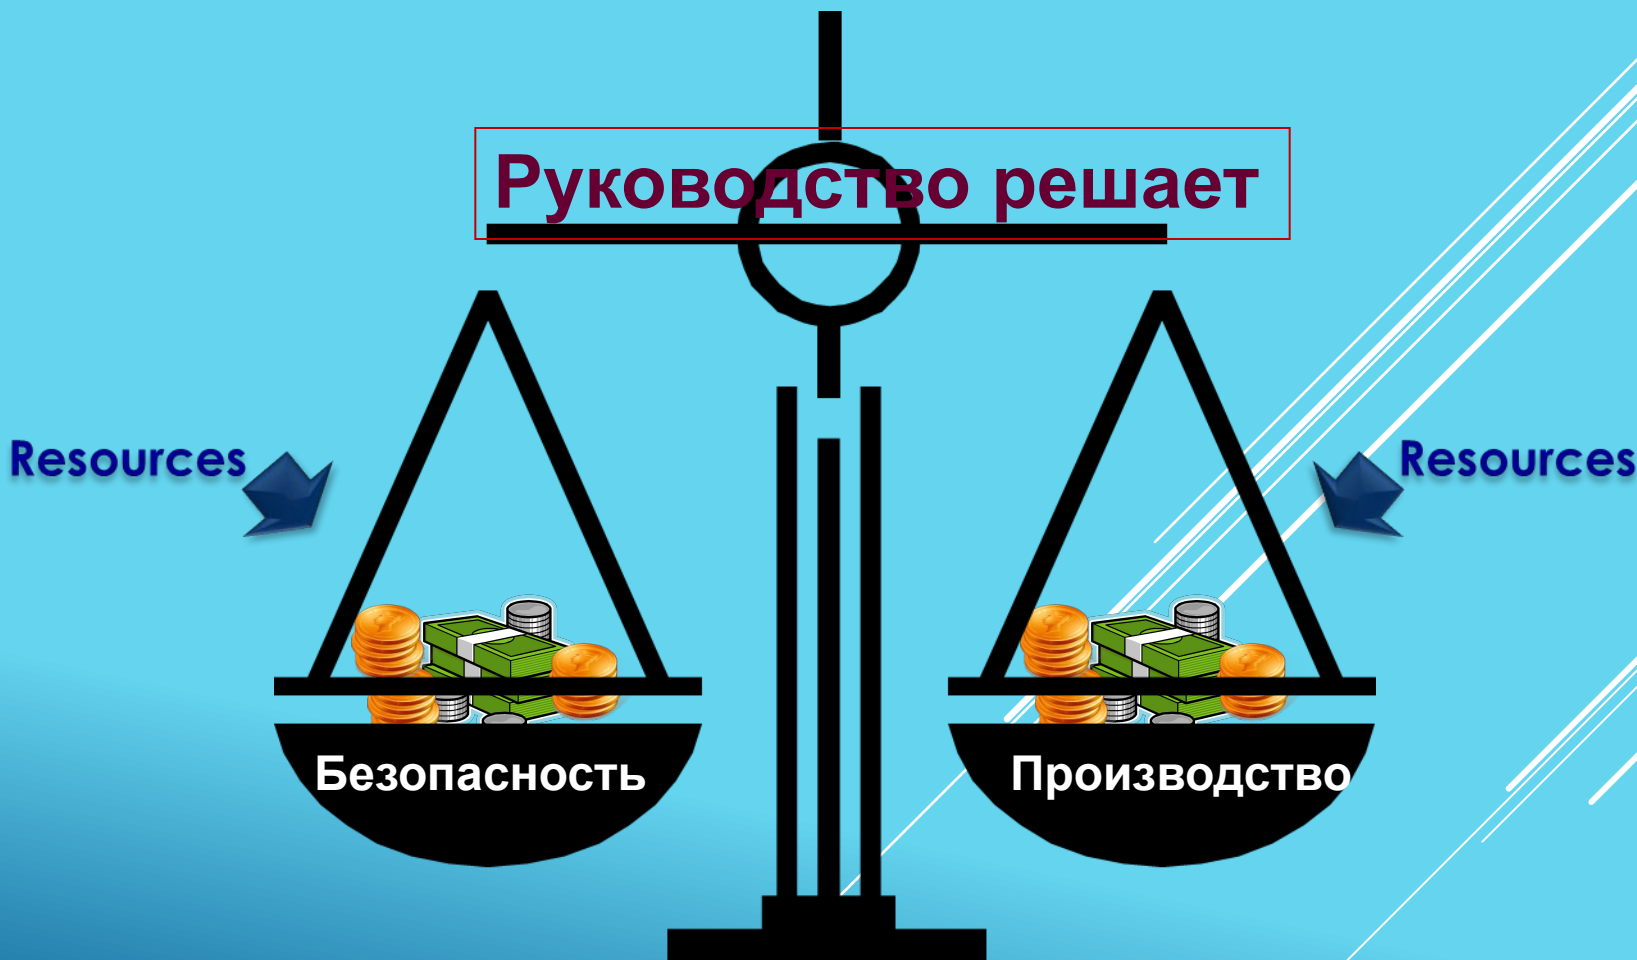 Руководство решает
Resources
Resources
Безопасность
Производство